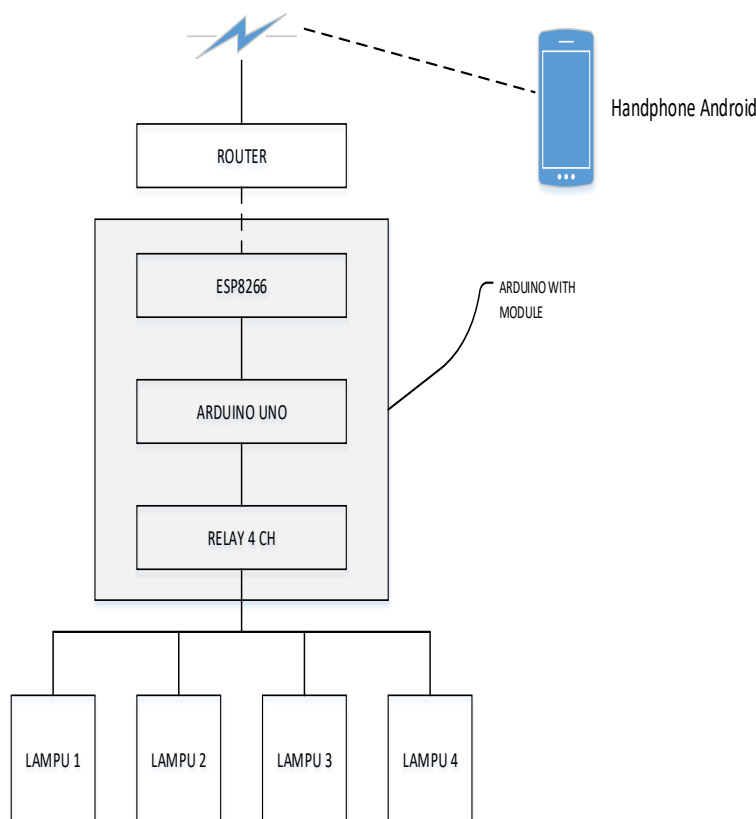 Handphone Android
ROUTER
ESP8266
ARDUINO WITH
MODULE
ARDUINO UNO
RELAY 4 CH
LAMPU 1
LAMPU 2
LAMPU 3
LAMPU 4